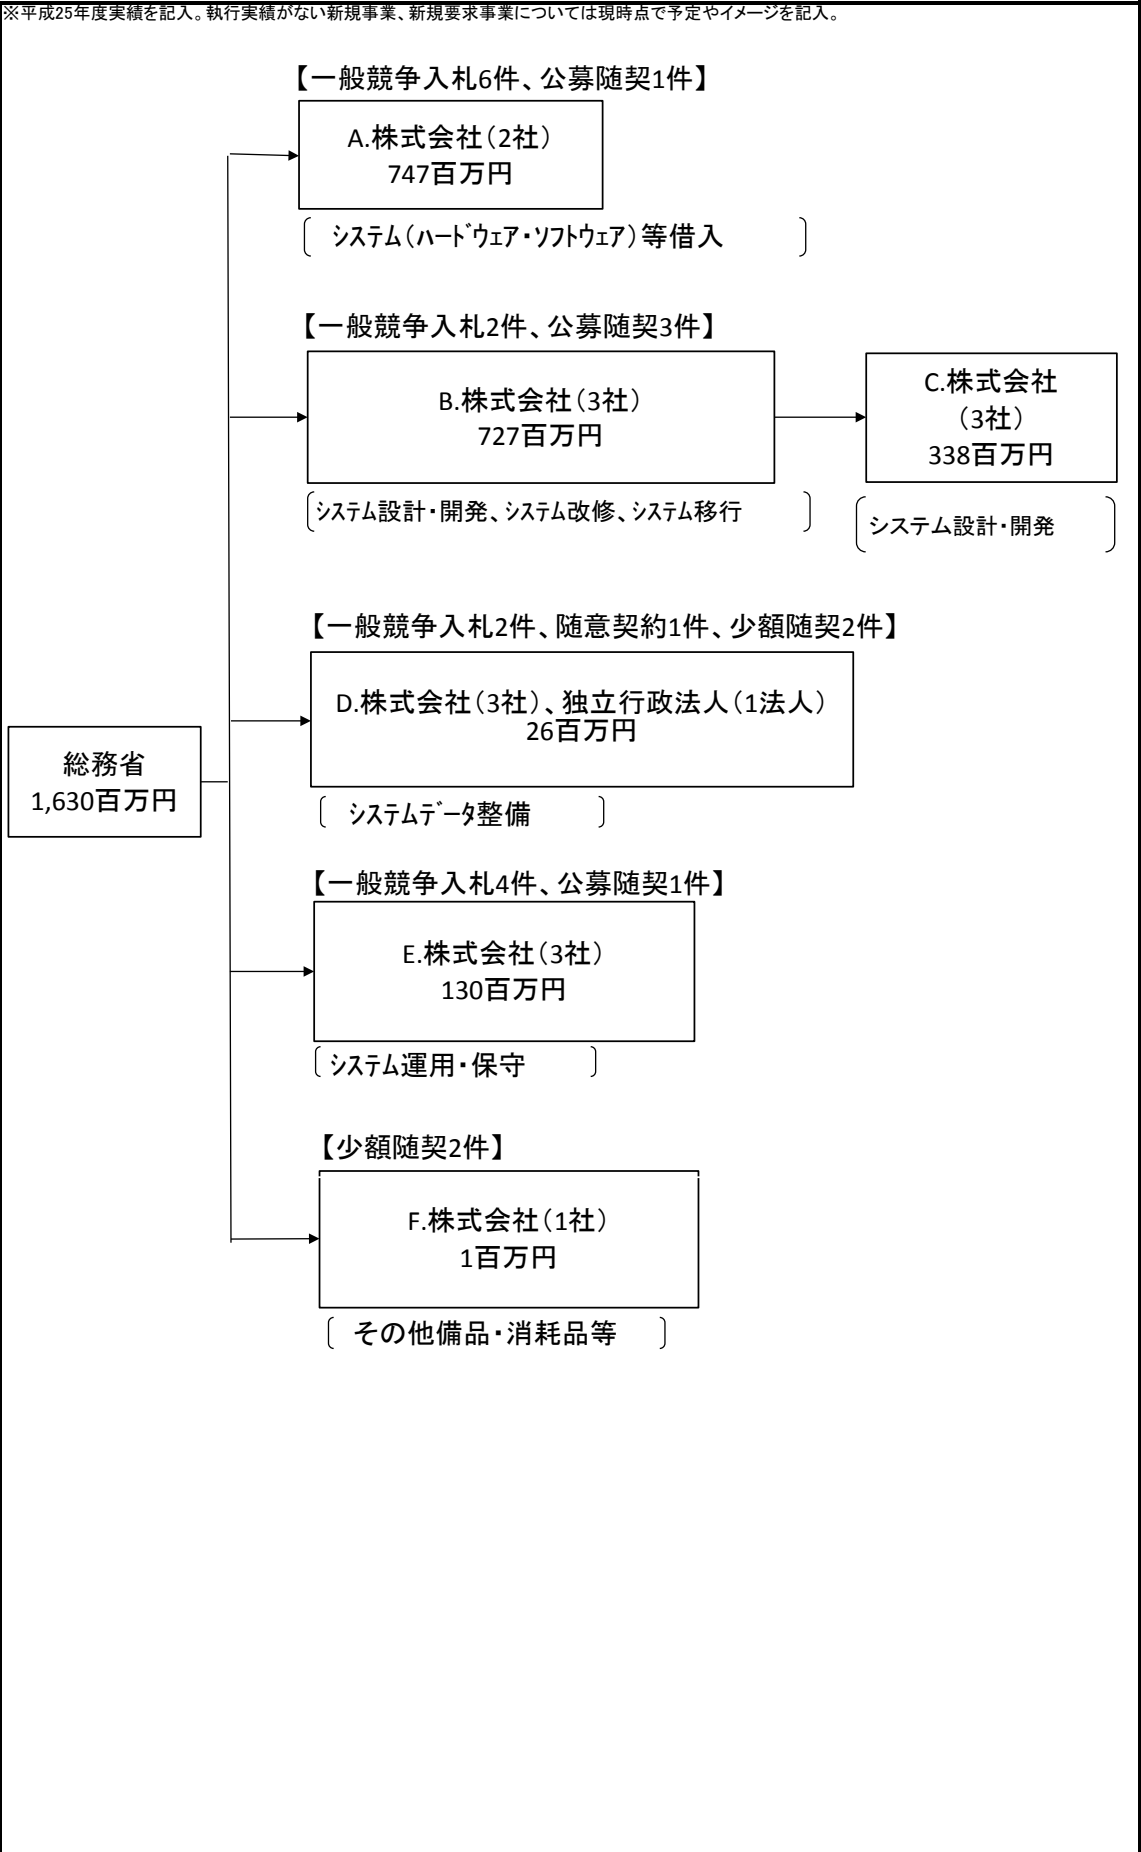 ※平成25年度実績を記入。執行実績がない新規事業、新規要求事業については現時点で予定やイメージを記入。
【一般競争入札6件、公募随契1件】
A.株式会社（2社）
747百万円
システム（ﾊｰﾄﾞｳｪｱ・ｿﾌﾄｳｪｱ）等借入
【一般競争入札2件、公募随契3件】
B.株式会社（3社）
727百万円
システム設計・開発、システム改修、システム移行
C.株式会社
（3社）
338百万円
システム設計・開発
【一般競争入札2件、随意契約1件、少額随契2件】
D.株式会社（3社）、独立行政法人（1法人）
26百万円
ｼｽﾃﾑﾃﾞｰﾀ整備
総務省
1,630百万円
【一般競争入札4件、公募随契1件】
E.株式会社（3社）
130百万円
システム運用・保守
【少額随契2件】
F.株式会社（1社）
1百万円
その他備品・消耗品等